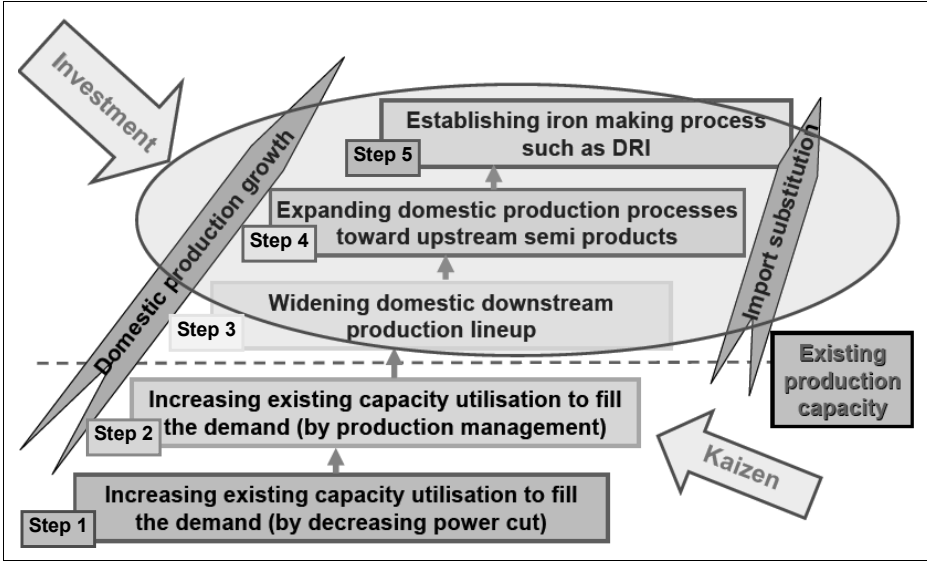 Investment
Domestic production growth
Establishing iron making process
such as DRI
Step 5
Import substitution
Expanding domestic production processes
toward upstream semi products
Step 4
Widening domestic downstream
production lineup
Step 3
Existing
production
capacity
Increasing existing capacity utilisation to fill
the demand (by production management)
Step 2
Kaizen
Increasing existing capacity utilisation to fill
the demand (by decreasing power cut)
Step 1